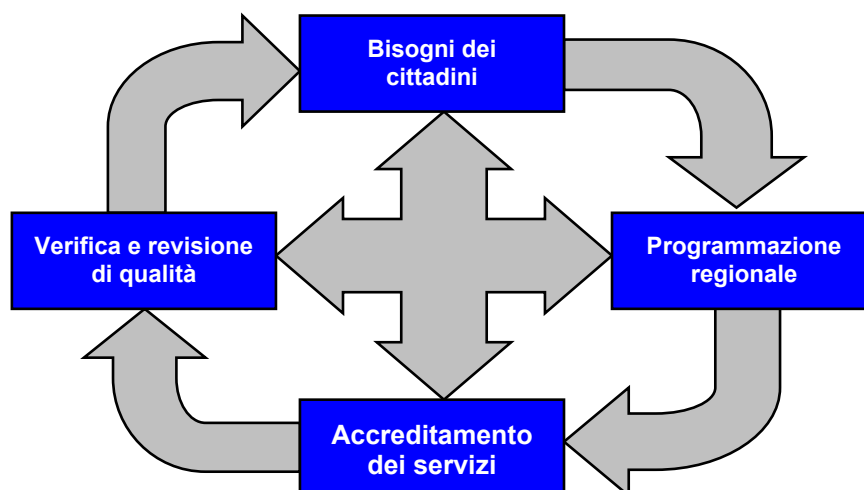 Bisogni dei
cittadini
Verifica e revisione
di qualità
Programmazione
regionale
Accreditamento
dei servizi